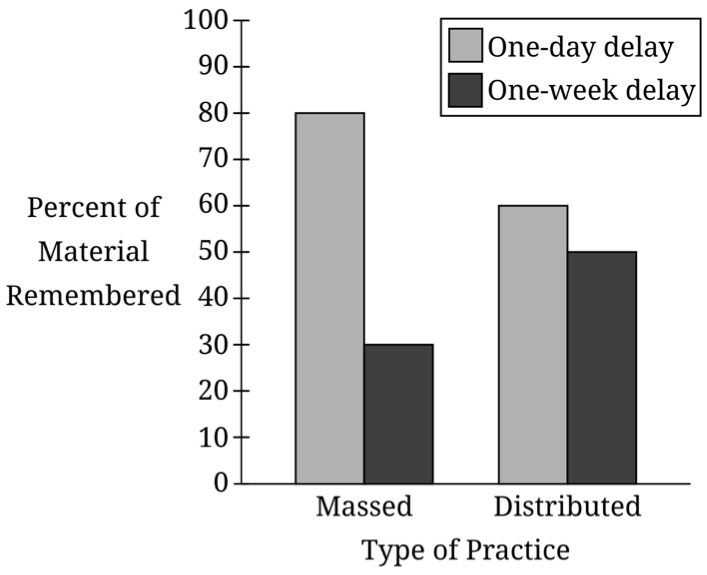 100
90
80
70
60
50
40
30
20
10
0
Percent of
Material
Remembered
One-day delay
One-week delay
Massed
Distributed
Type of Practice